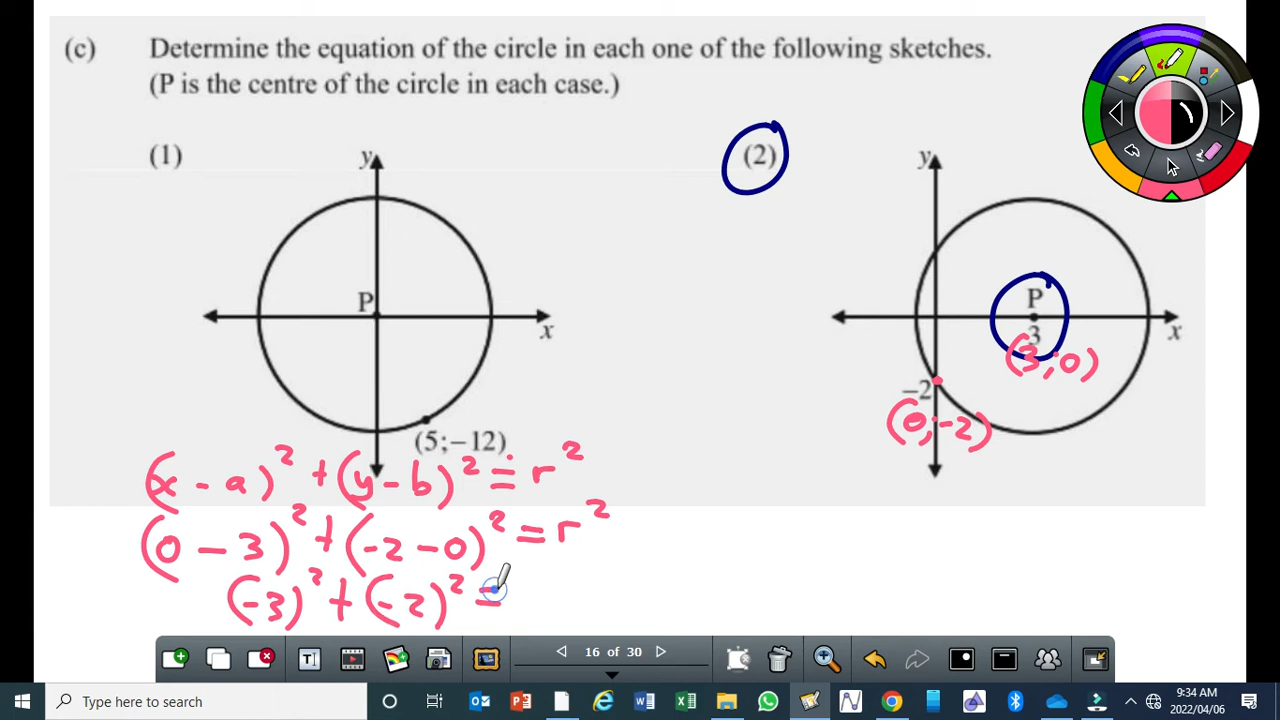 (c) Determine the equation of the circle in each one of the following sketches.
(P is the centre of the circle in each case.)
(1)
y
P
x
(5;−12)
(2)
y
P
3
x
(3;0)
−2
(0;-2)
(x - a)² + (y - b)² = r²
(0 - 3)² + (-2 - 0)² = r²
(-3)² + (-2)² =
T
16 of 30
Type here to search
9:34 AM
2022/04/06